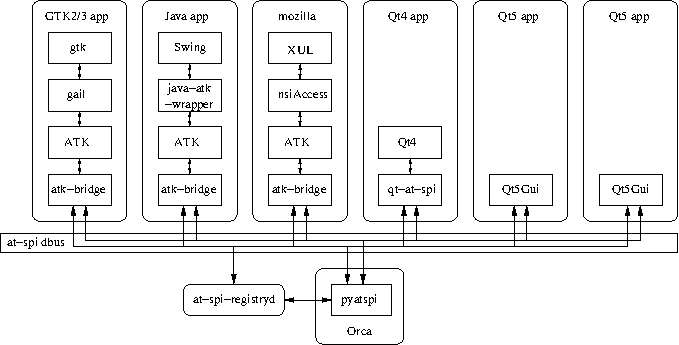 GTK2/3 app
Java app
mozilla
Qt4 app
Qt5 app
Qt5 app
gtk
Swing
XUL
gail
java-atk
-wrapper
nsiAccess
ATK
ATK
ATK
Qt4
atk-bridge
atk-bridge
atk-bridge
qt-at-spi
Qt5Gui
Qt5Gui
at-spi dbus
at-spi-registryd
pyatspi
Orca